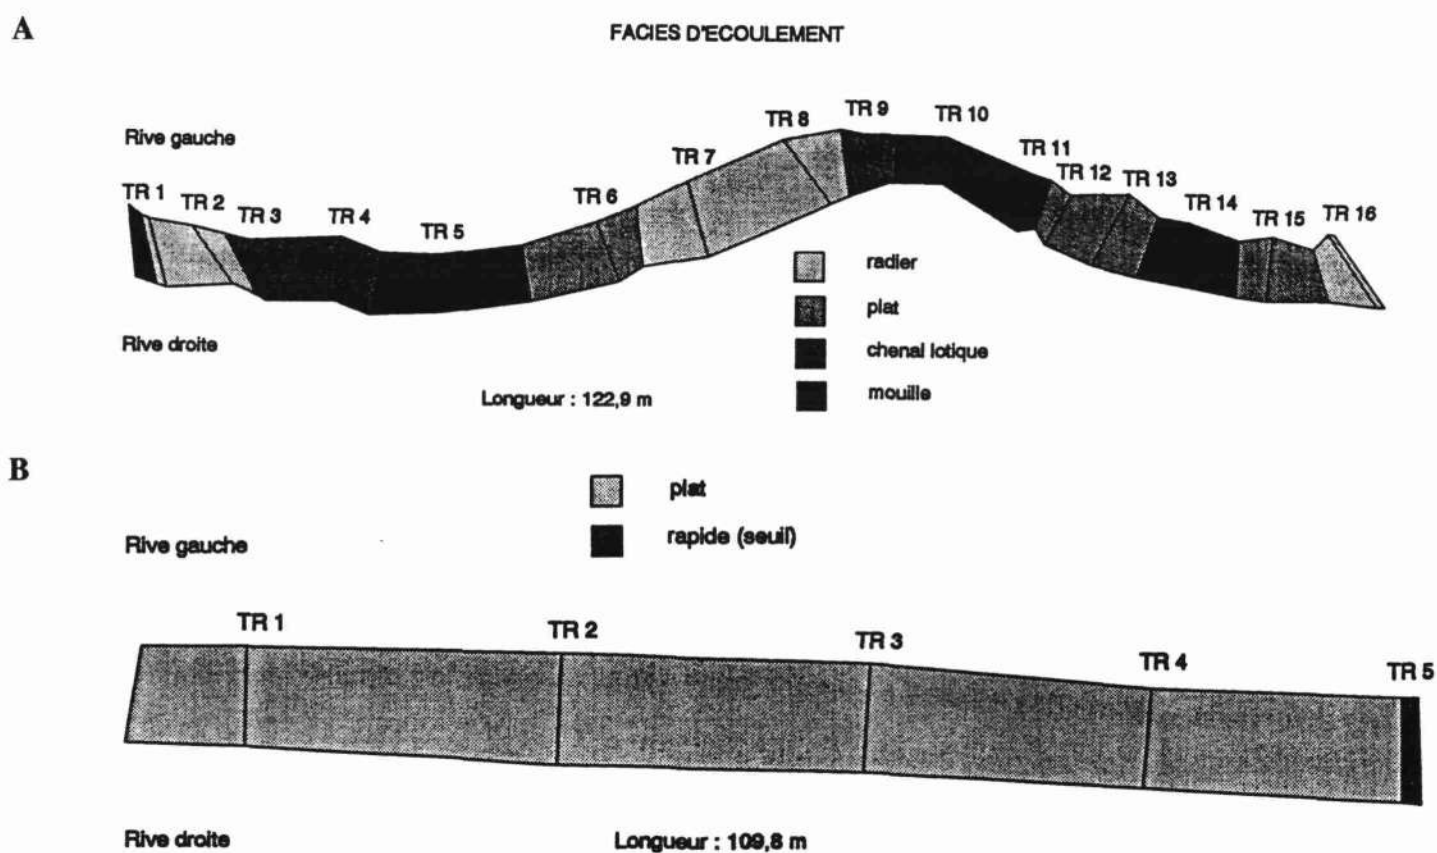 A
FACIES D'ECOULEMENT
Rive gauche
TR 1
TR 2
TR 3
TR 4
TR 5
TR 6
TR 7
TR 8
TR 9
TR 10
TR 11
TR 12
TR 13
TR 14
TR 15
TR 16
radier
plat
chenal lotique
mouille
Rive droite
Longueur : 122,9 m
B
plat
rapide (seuil)
Rive gauche
TR 1
TR 2
TR 3
TR 4
TR 5
Rive droite
Longueur : 109,8 m